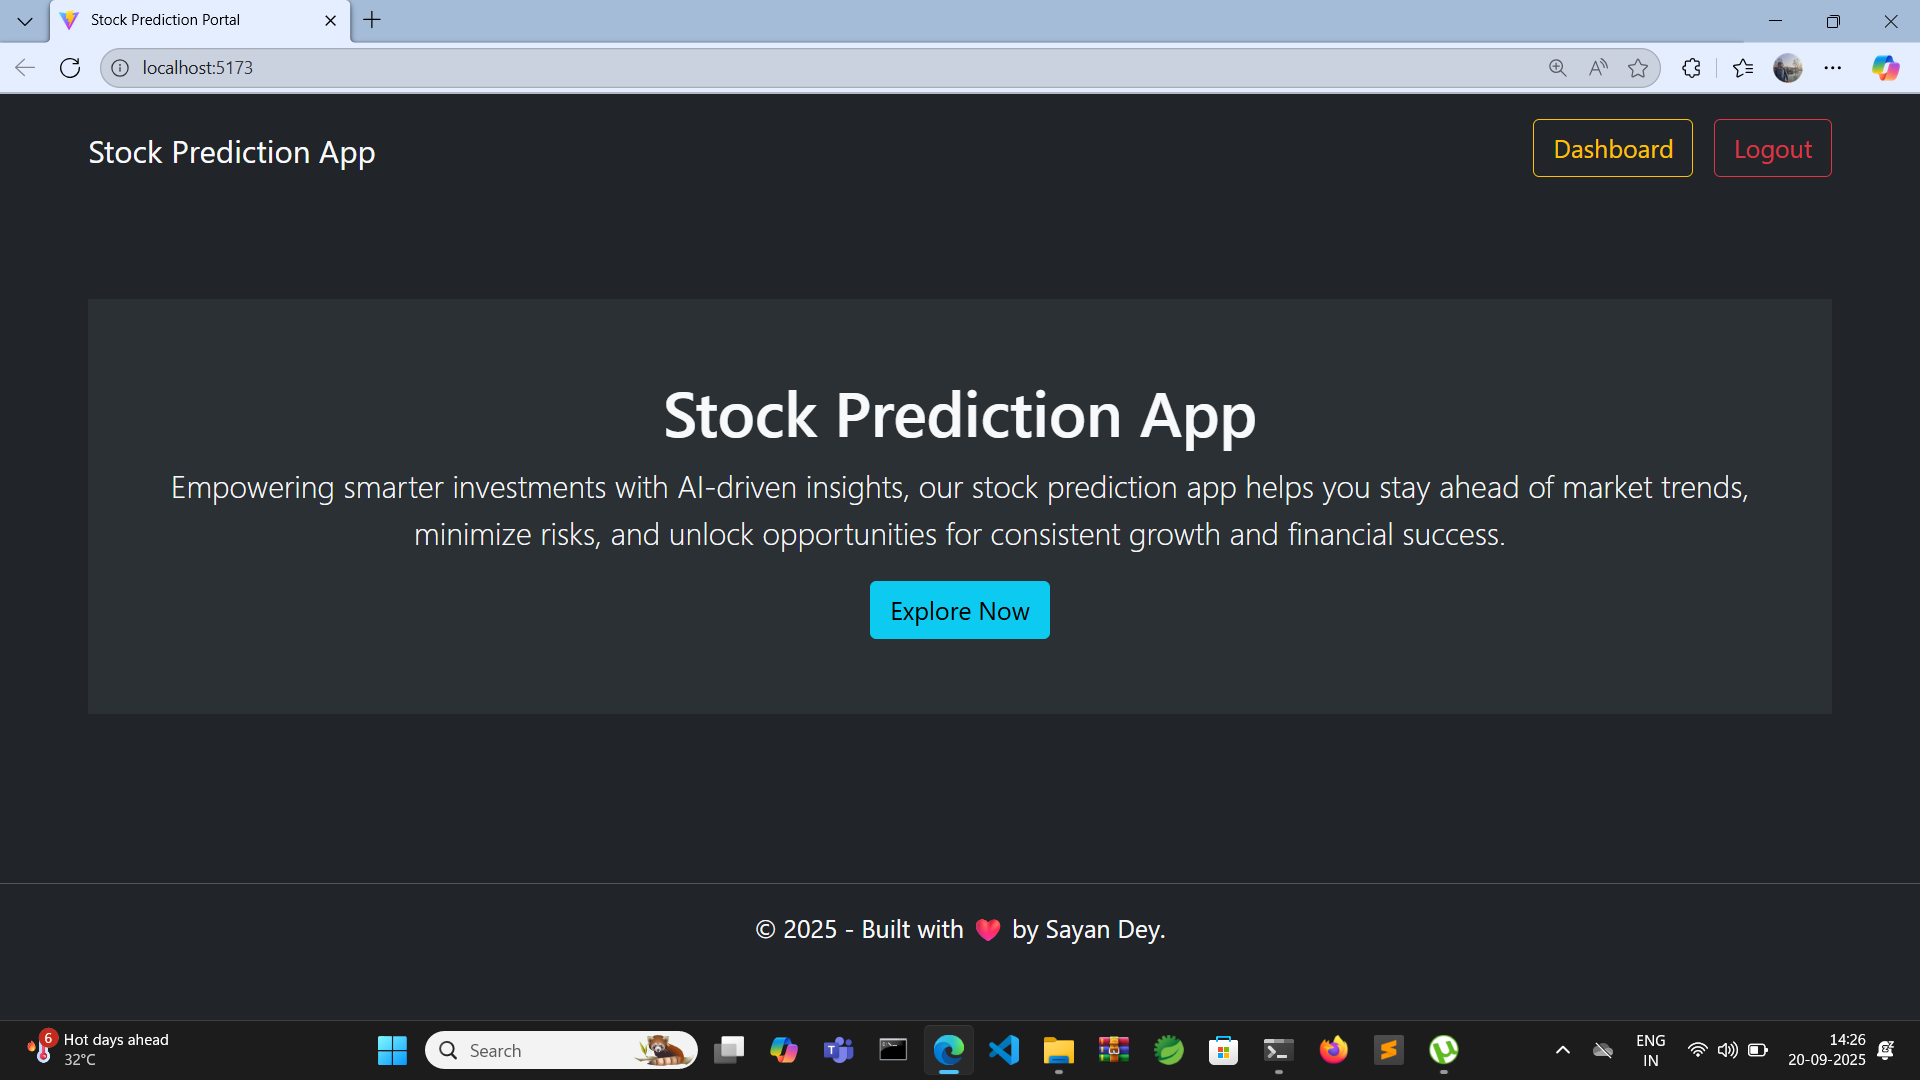 Stock Prediction Portal
localhost:5173
Stock Prediction App
Dashboard
Logout
Stock Prediction App
Empowering smarter investments with AI-driven insights, our stock prediction app helps you stay ahead of market trends,
minimize risks, and unlock opportunities for consistent growth and financial success.
Explore Now
© 2025 - Built with ❤️ by Sayan Dey.
6
Hot days ahead
32°C
Search
ENG
IN
14:26
20-09-2025